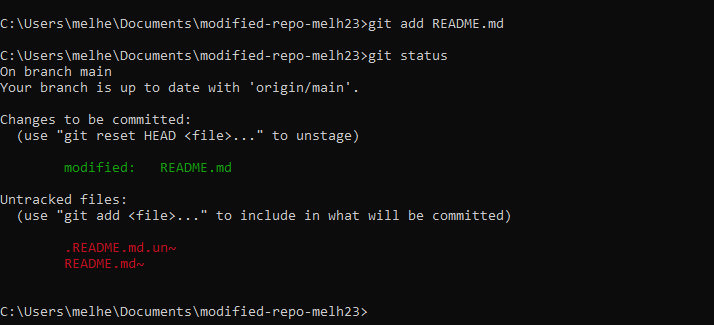 C:\Users\melhe\Documents\modified-repo-melh23>git add README.md
C:\Users\melhe\Documents\modified-repo-melh23>git status
On branch main
Your branch is up to date with 'origin/main'.
Changes to be committed:
  (use "git reset HEAD <file>..." to unstage)
        modified:   README.md
Untracked files:
  (use "git add <file>..." to include in what will be committed)
        .README.md.un~
        README.md~
C:\Users\melhe\Documents\modified-repo-melh23>